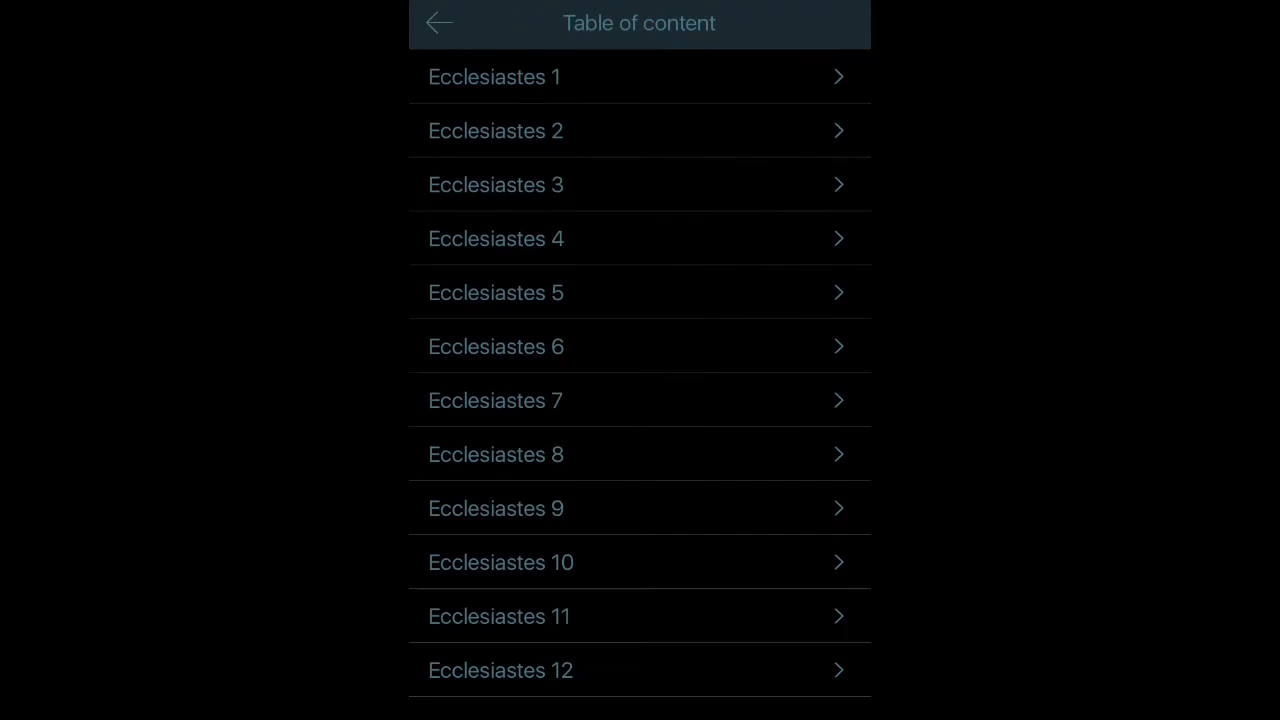 Table of content
Ecclesiastes 1
Ecclesiastes 2
Ecclesiastes 3
Ecclesiastes 4
Ecclesiastes 5
Ecclesiastes 6
Ecclesiastes 7
Ecclesiastes 8
Ecclesiastes 9
Ecclesiastes 10
Ecclesiastes 11
Ecclesiastes 12